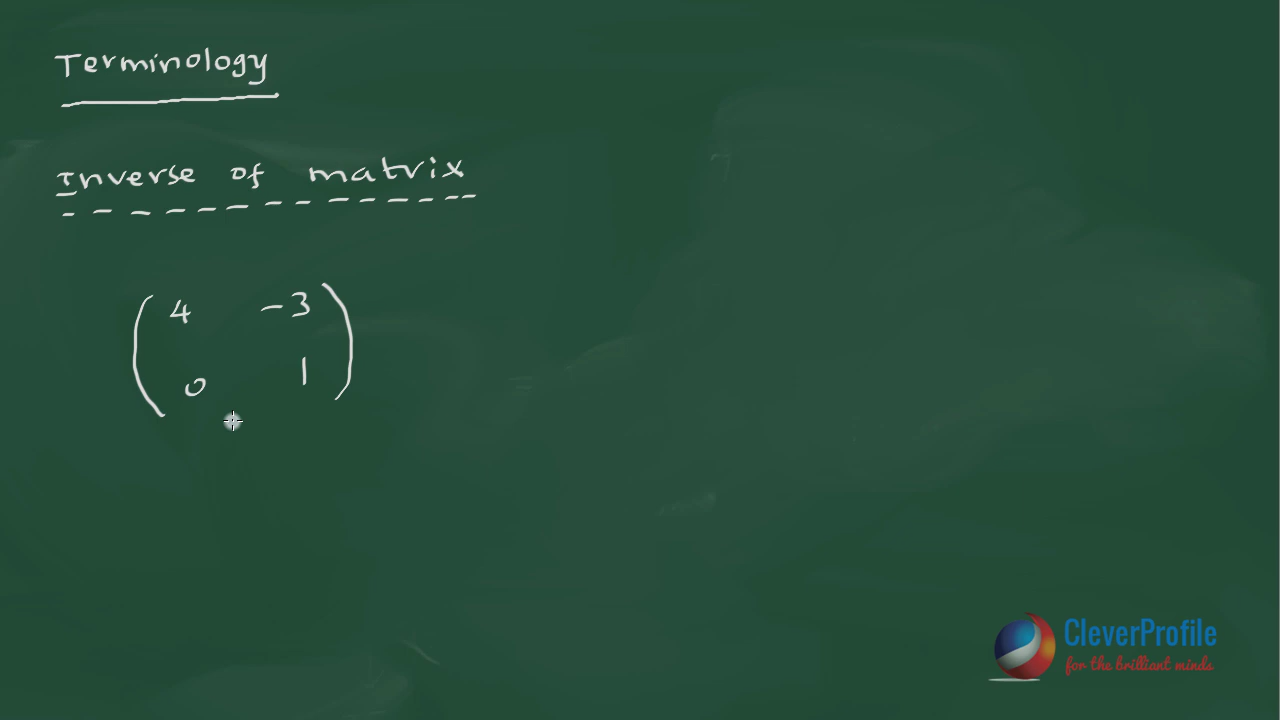 Terminology
Inverse of matrix
4 -3
0 1
CleverProfile
for the brilliant minds